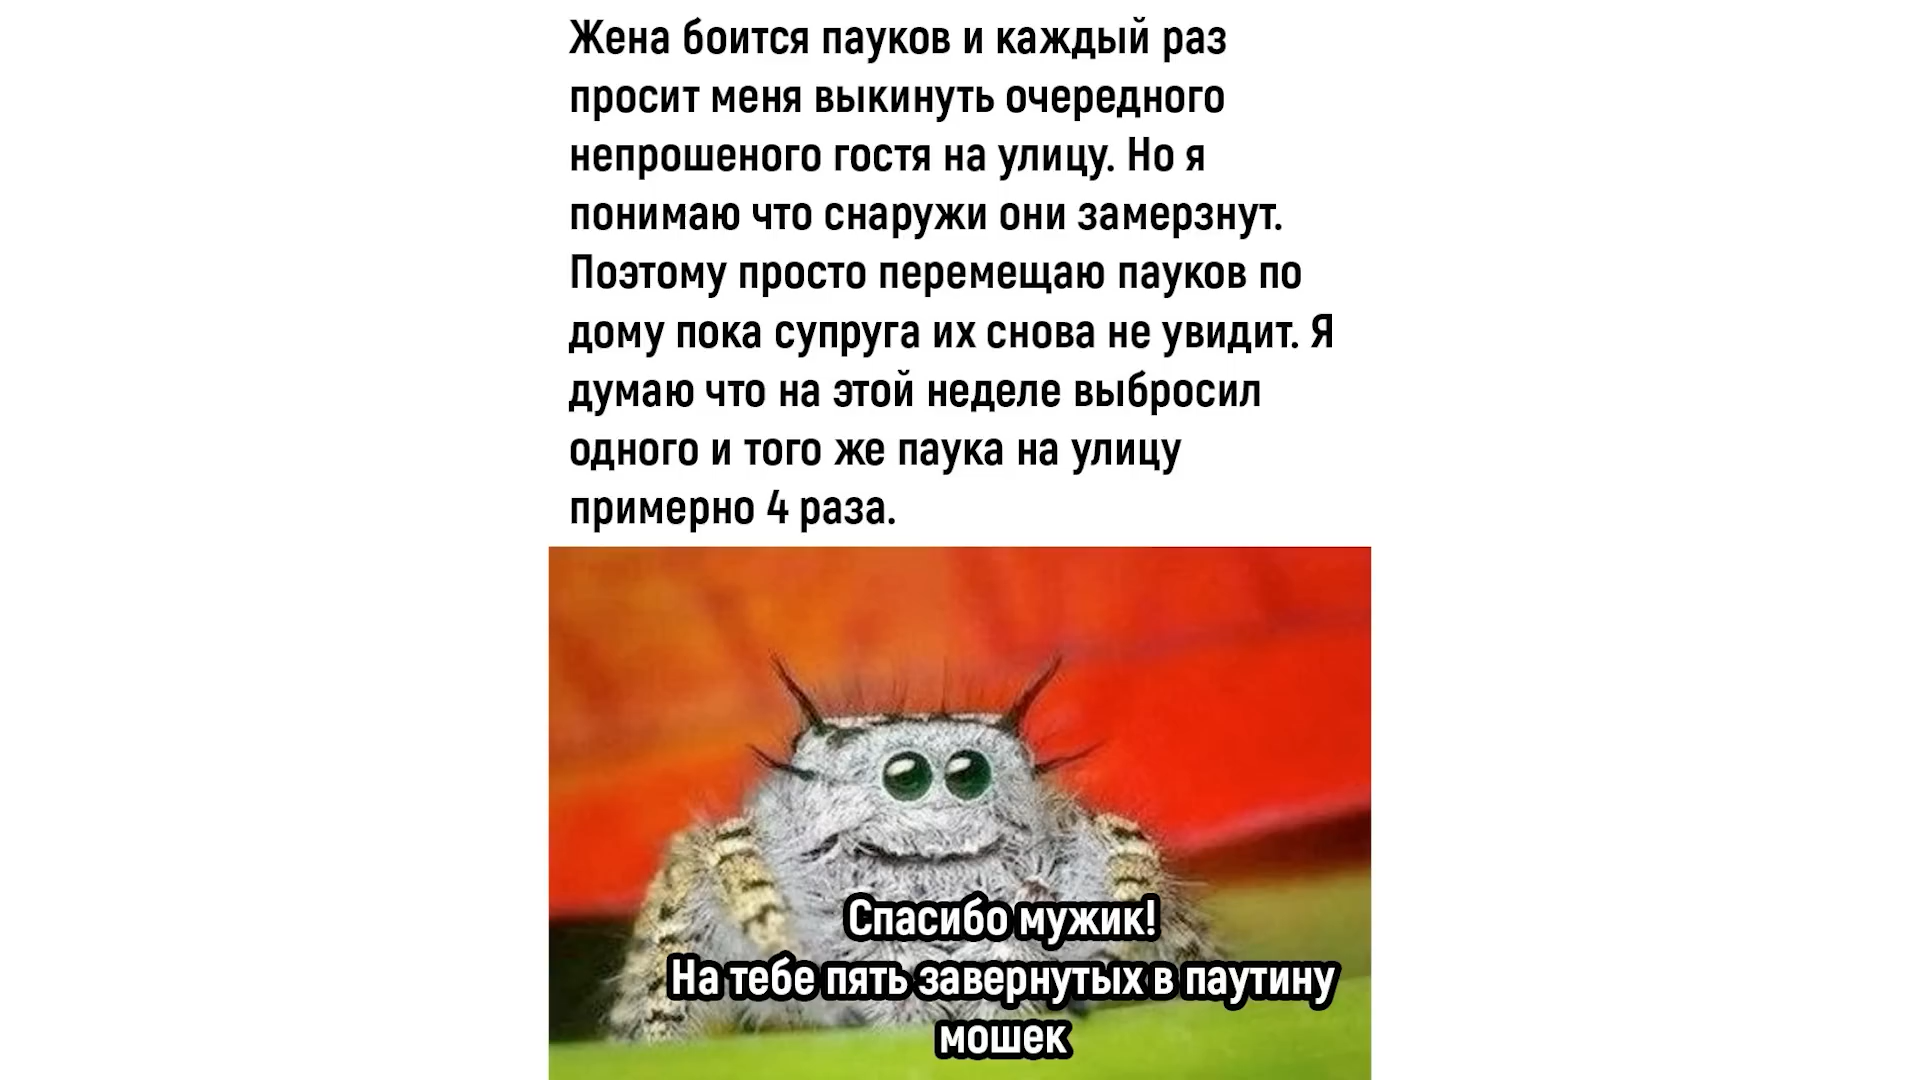 Жена боится пауков и каждый раз
просит меня выкинуть очередного
непрошеного гостя на улицу. Но я
понимаю что снаружи они замерзнут.
Поэтому просто перемещаю пауков по
дому пока супруга их снова не увидит. Я
думаю что на этой неделе выбросил
одного и того же паука на улицу
примерно 4 раза.
Спасибо мужик!
На тебе пять завернутых в паутину
мошек